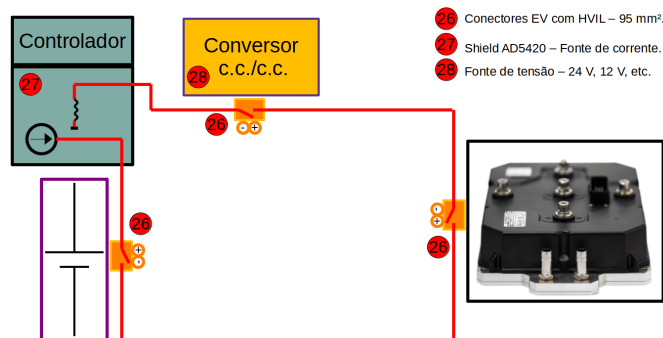 Controlador
27
Conversor
c.c./c.c.
28
26
26
26
26 Conectores EV com HVIL – 95 mm².
27 Shield AD5420 – Fonte de corrente.
28 Fonte de tensão – 24 V, 12 V, etc.